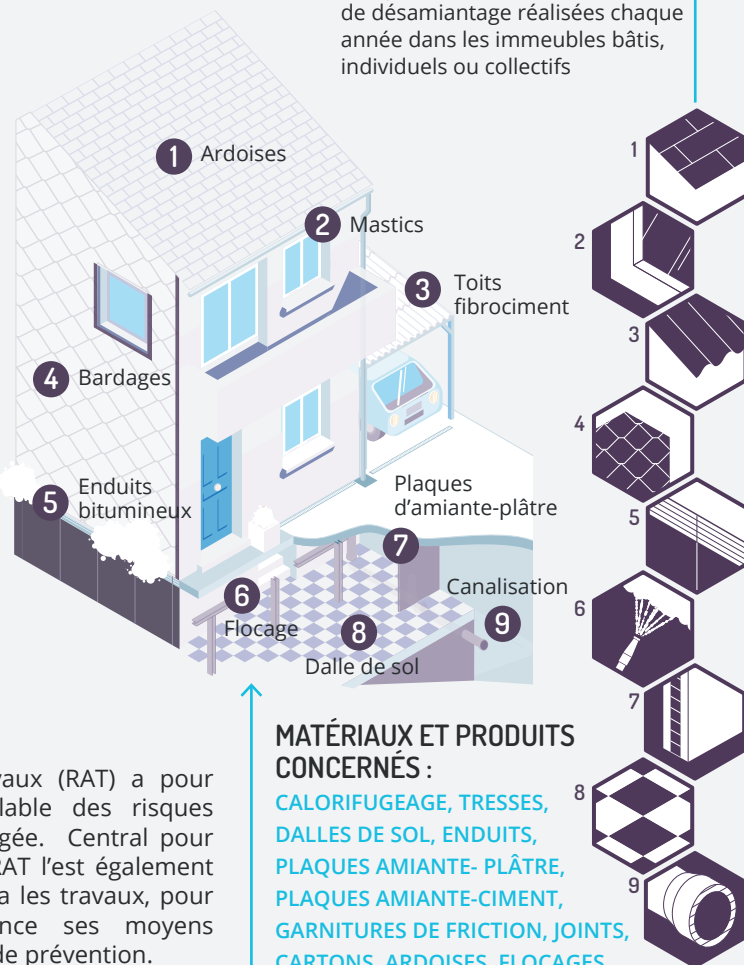 de désamiantage réalisées chaque
année dans les immeubles bâtis,
individuels ou collectifs
1 Ardoises
2 Mastics
3 Toits
fibrociment
4 Bardages
5 Enduits
bitumineux
6
Flocage
Plaques
d’amiante-plâtre
7
8
Dalle de sol
Canalisation
9
1
2
3
4
5
6
7
8
9
vaux (RAT) a pour
lable des risques
gée. Central pour
RAT l’est également
a les travaux, pour
ance ses moyens
de prévention.
MATÉRIAUX ET PRODUITS
CONCERNÉS :
CALORIFUGEAGE, TRESSES,
DALLES DE SOL, ENDUITS,
PLAQUES AMIANTE- PLÂTRE,
PLAQUES AMIANTE-CIMENT,
GARNITURES DE FRICTION, JOINTS,
CARTONS, ARDOISES, FLOCAGES